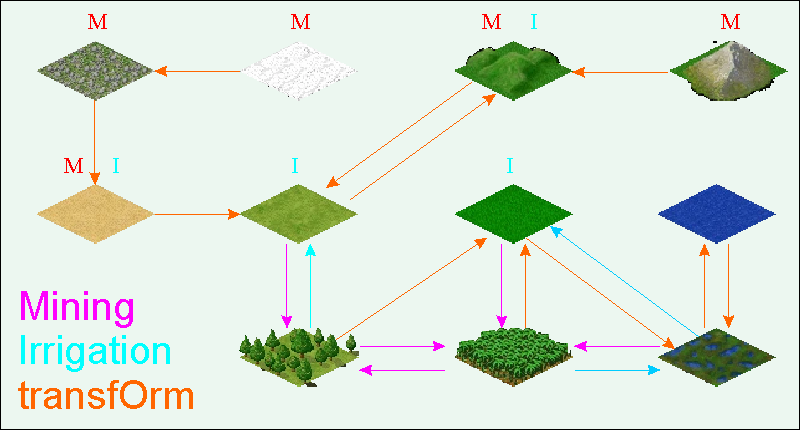 M M M I M
M I I I
Mining
Irrigation
transfOrm